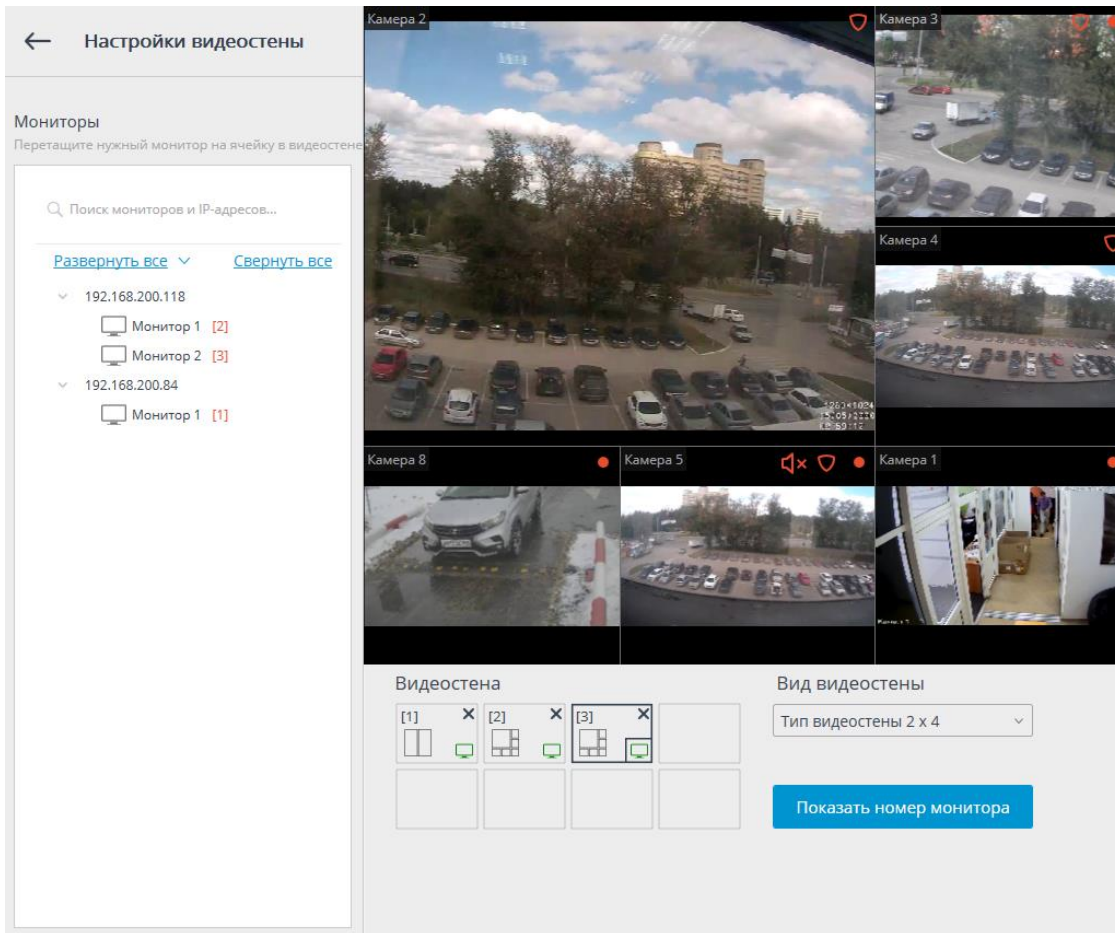 Настройки видеостены
Мониторы
Перетащите нужный монитор на ячейку в видеостене
Поиск мониторов и IP-адресов...
Развернуть все
Свернуть все
192.168.200.118
Монитор 1 [2]
Монитор 2 [3]
192.168.200.84
Монитор 1 [1]
Камера 2
Камера 3
Камера 4
Камера 8
Камера 5
Камера 1
Видеостена
[1]
[2]
[3]
Вид видеостены
Тип видеостены 2 x 4
Показать номер монитора